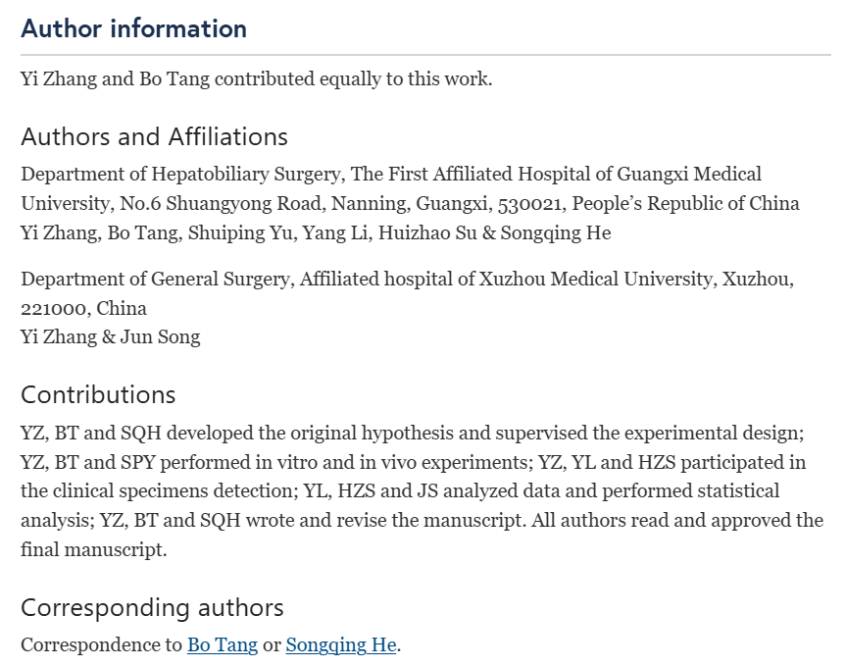 Author information
Yi Zhang and Bo Tang contributed equally to this work.
Authors and Affiliations
Department of Hepatobiliary Surgery, The First Affiliated Hospital of Guangxi Medical
University, No.6 Shuangyong Road, Nanning, Guangxi, 530021, People’s Republic of China
Yi Zhang, Bo Tang, Shuiping Yu, Yang Li, Huizhao Su & Songqing He
Department of General Surgery, Affiliated hospital of Xuzhou Medical University, Xuzhou,
221000, China
Yi Zhang & Jun Song
Contributions
YZ, BT and SQH developed the original hypothesis and supervised the experimental design;
YZ, BT and SPY performed in vitro and in vivo experiments; YZ, YL and HZS participated in
the clinical specimens detection; YL, HZS and JS analyzed data and performed statistical
analysis; YZ, BT and SQH wrote and revise the manuscript. All authors read and approved the
final manuscript.
Corresponding authors
Correspondence to Bo Tang or Songqing He.